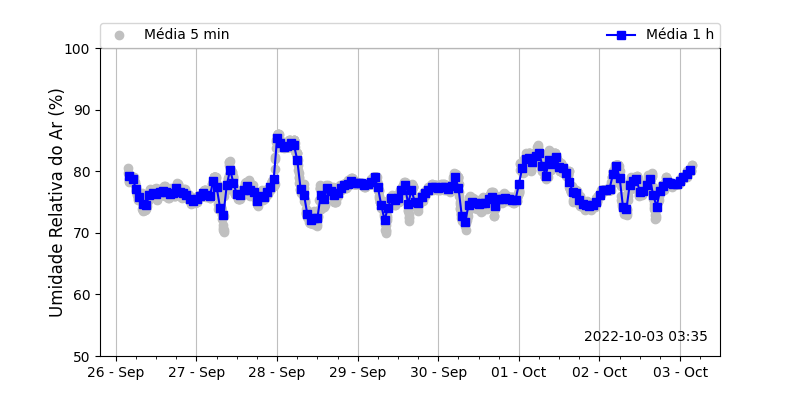 Média 5 min
Média 1 h
Umidade Relativa do Ar (%)
100
90
80
70
60
50
2022-10-03 03:35
26 - Sep
27 - Sep
28 - Sep
29 - Sep
30 - Sep
01 - Oct
02 - Oct
03 - Oct